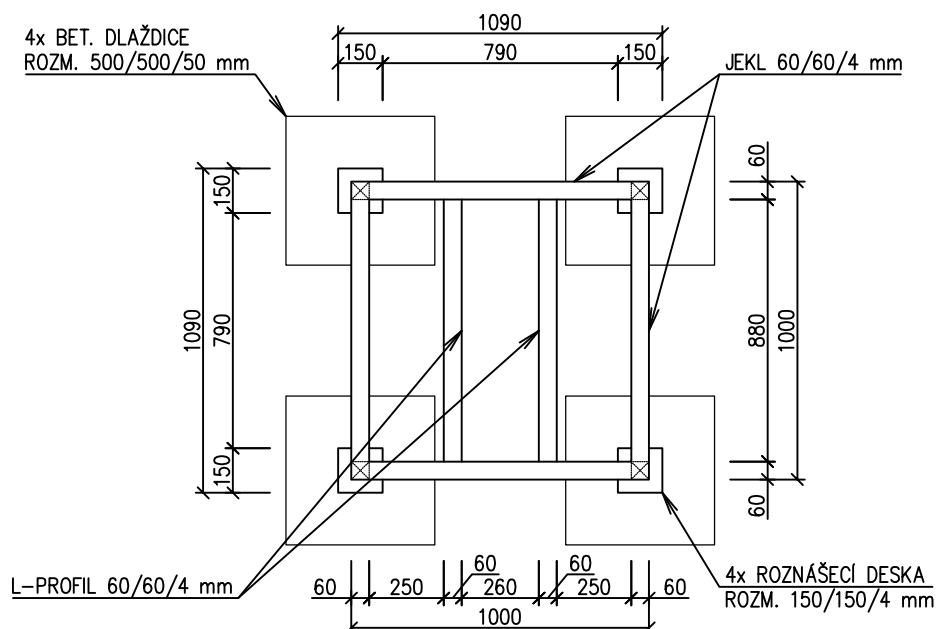 1090
4x BET. DLAŽDICE
ROZM. 500/500/50 mm
150 790 150
JEKL 60/60/4 mm
60
150
1090
790
880
1000
150
60
L-PROFIL 60/60/4 mm
60 60
60 250 260 250 60
1000
4x ROZNÁŠECÍ DESKA
ROZM. 150/150/4 mm